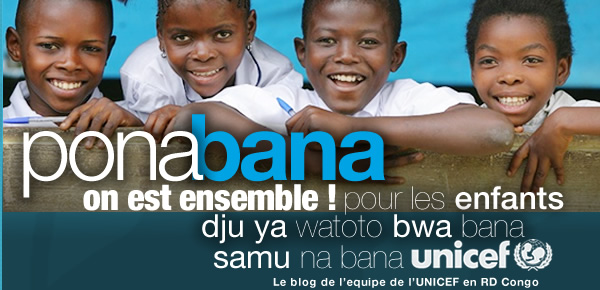 ponabana
on est ensemble ! pour les enfants
dju ya watoto bwa bana
samu na bana unicef
Le blog de l'equipe de l'UNICEF en RD Congo